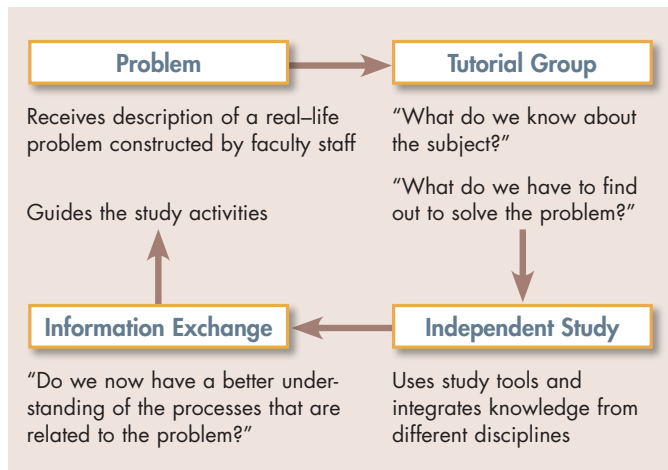 Problem
Receives description of a real–life
problem constructed by faculty staff
Guides the study activities
Tutorial Group
“What do we know about
the subject?”
“What do we have to find
out to solve the problem?”
Independent Study
Uses study tools and
integrates knowledge from
different disciplines
Information Exchange
“Do we now have a better under-
standing of the processes that are
related to the problem?”